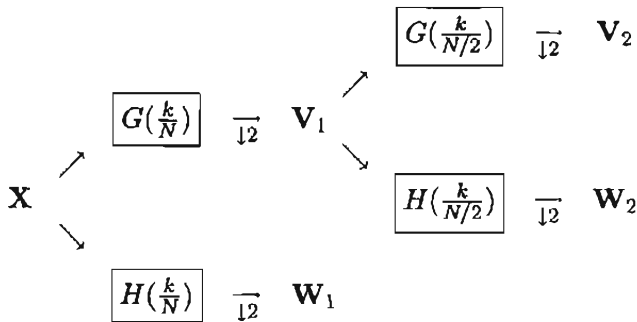 G(k/(N/2)) ↓2 V₂
G(k/N) ↓2 V₁
X
H(k/(N/2)) ↓2 W₂
H(k/N) ↓2 W₁